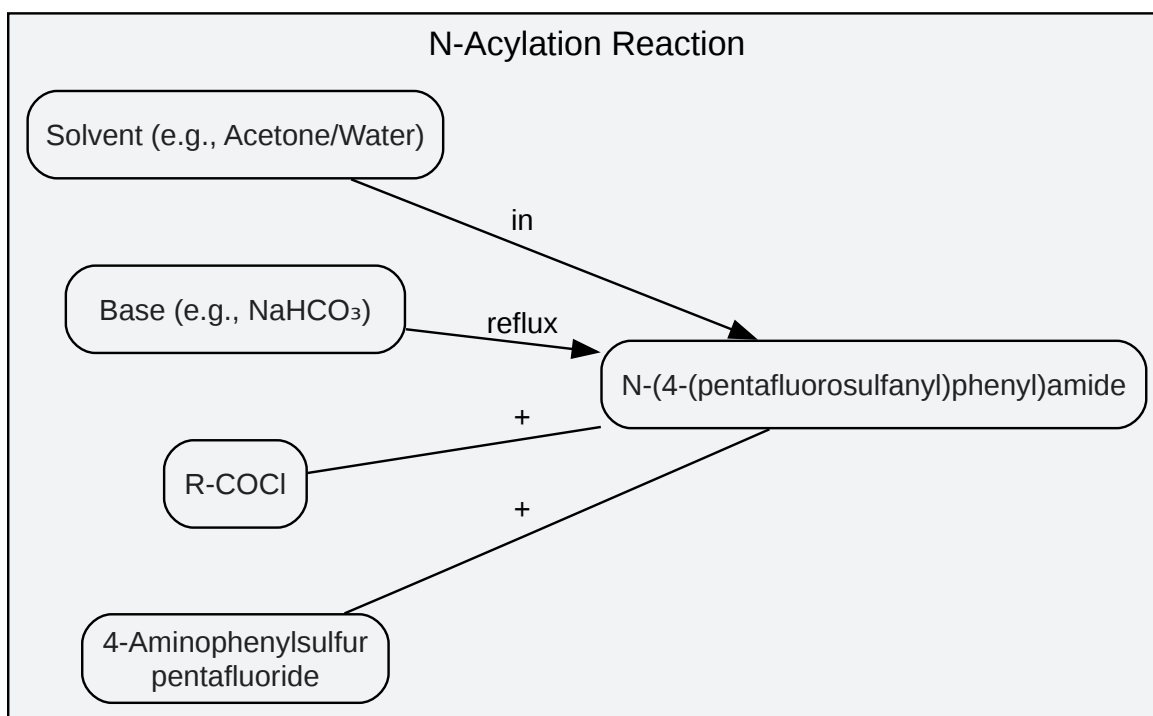 N-Acylation Reaction
Solvent (e.g., Acetone/Water)
in
Base (e.g., NaHCO₃)
reflux
N-(4-(pentafluorosulfanyl)phenyl)amide
+
R-COCl
+
4-Aminophenylsulfur
pentafluoride